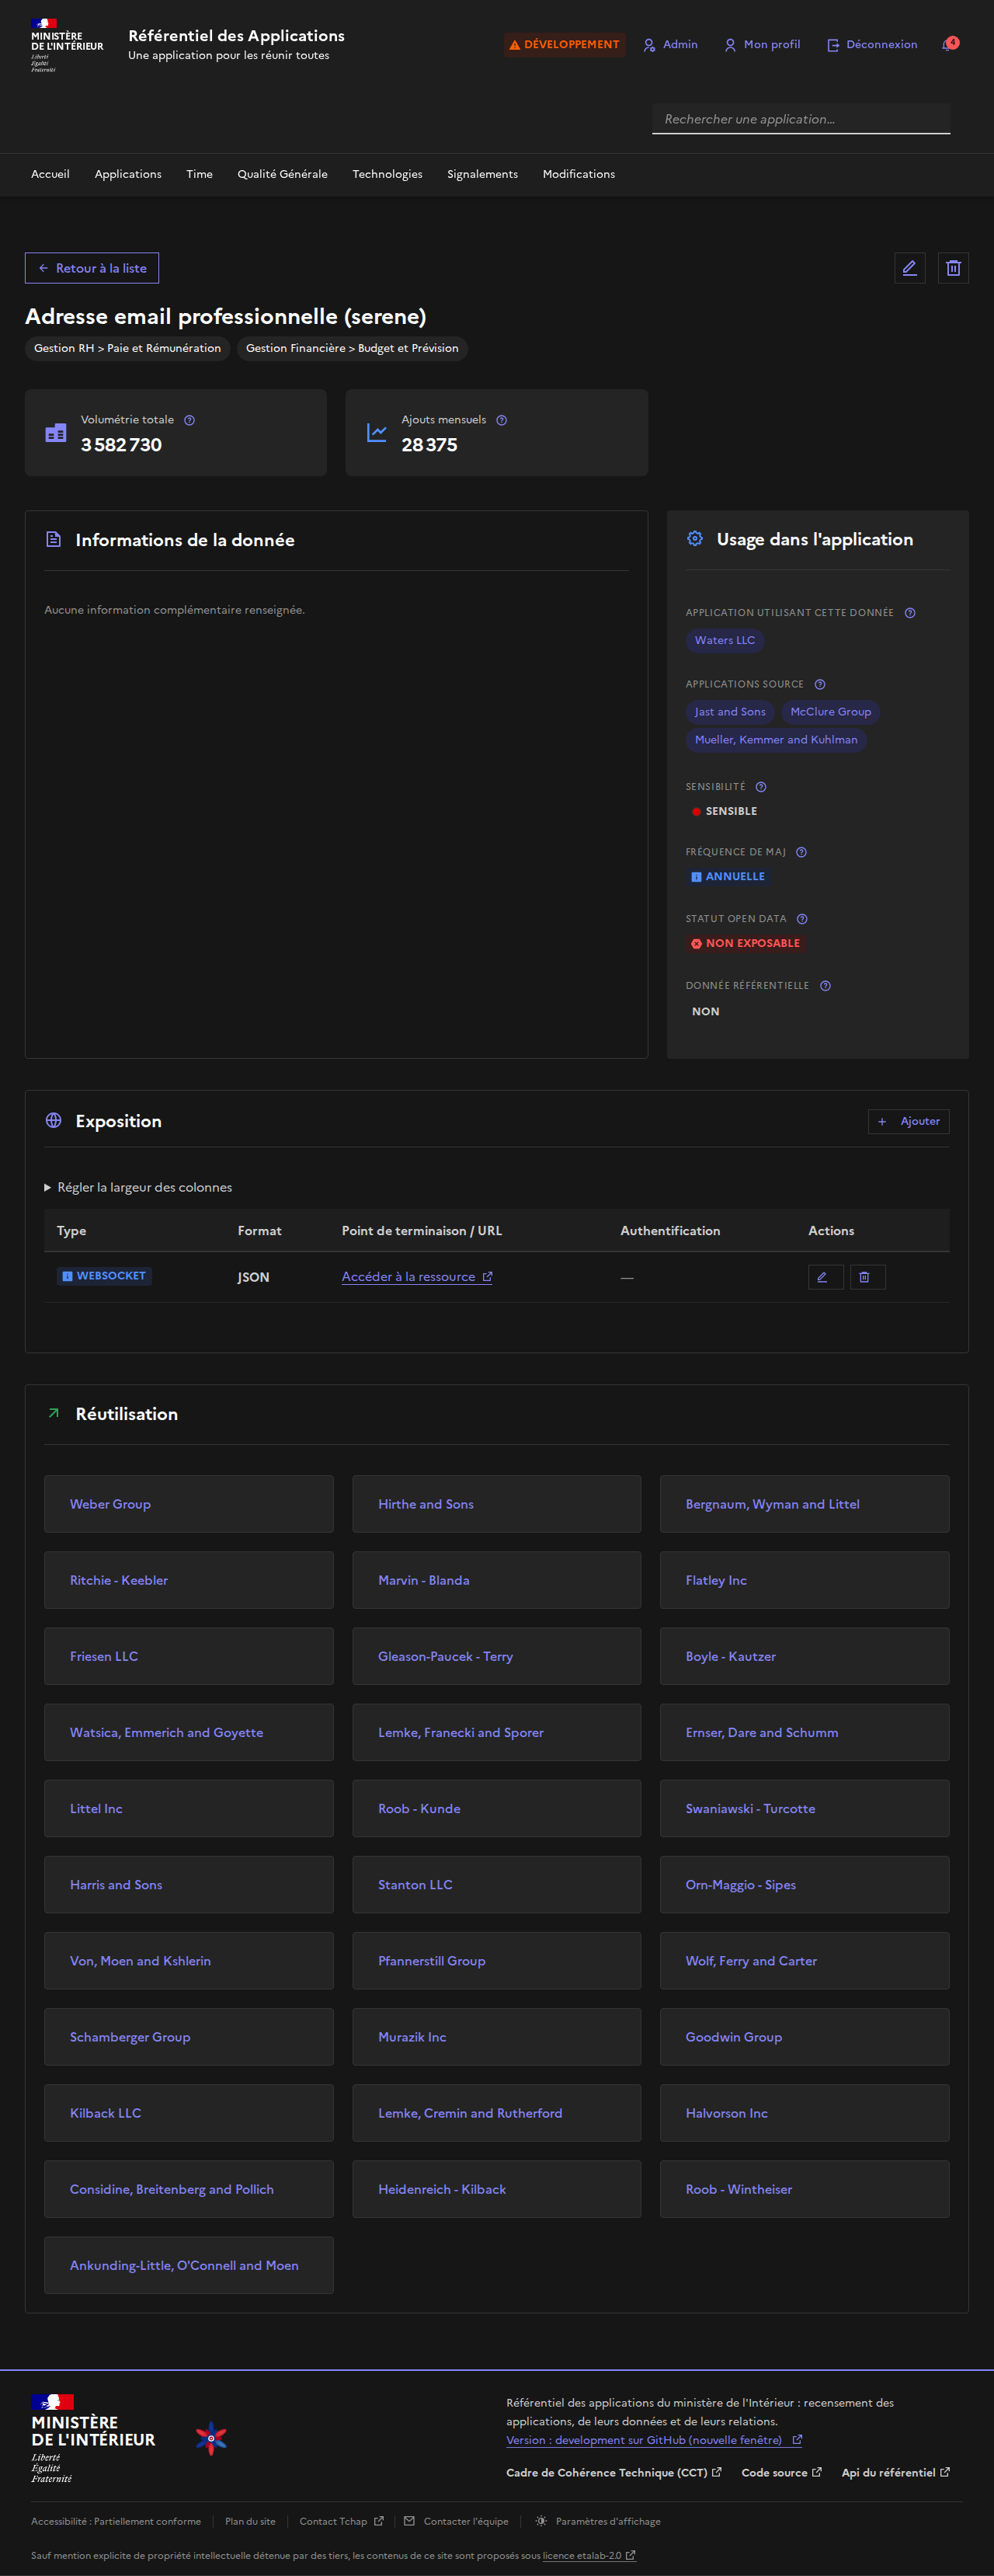 MINISTÈRE
DE L'INTÉRIEUR
Liberté
Égalité
Fraternité
Référentiel des Applications
Une application pour les réunir toutes
DÉVELOPPEMENT
Admin
Mon profil
Déconnexion
4
Rechercher une application...
Accueil
Applications
Time
Qualité Générale
Technologies
Signalements
Modifications
Retour à la liste
Adresse email professionnelle (serene)
Gestion RH > Paie et Rémunération
Gestion Financière > Budget et Prévision
Volumétrie totale
3 582 730
Ajouts mensuels
28 375
Informations de la donnée
Aucune information complémentaire renseignée.
Usage dans l'application
APPLICATION UTILISANT CETTE DONNÉE
Waters LLC
APPLICATIONS SOURCE
Jast and Sons
McClure Group
Mueller, Kemmer and Kuhlman
SENSIBILITÉ
SENSIBLE
FRÉQUENCE DE MAJ
ANNUELLE
STATUT OPEN DATA
NON EXPOSABLE
DONNÉE RÉFÉRENTIELLE
NON
Exposition
Ajouter
Régler la largeur des colonnes
Type Format Point de terminaison / URL Authentification Actions
WEBSOCKET JSON Accéder à la ressource —
Réutilisation
Weber Group
Hirthe and Sons
Bergnaum, Wyman and Littel
Ritchie - Keebler
Marvin - Blanda
Flatley Inc
Friesen LLC
Gleason-Paucek - Terry
Boyle - Kautzer
Watsica, Emmerich and Goyette
Lemke, Franecki and Sporer
Ernser, Dare and Schumm
Littel Inc
Roob - Kunde
Swaniawski - Turcotte
Harris and Sons
Stanton LLC
Orn-Maggio - Sipes
Von, Moen and Kshlerin
Pfannerstill Group
Wolf, Ferry and Carter
Schamberger Group
Murazik Inc
Goodwin Group
Kilback LLC
Lemke, Cremin and Rutherford
Halvorson Inc
Considine, Breitenberg and Pollich
Heidenreich - Kilback
Roob - Wintheiser
Ankunding-Little, O'Connell and Moen
MINISTÈRE
DE L'INTÉRIEUR
Liberté
Égalité
Fraternité
Référentiel des applications du ministère de l'Intérieur : recensement des
applications, de leurs données et de leurs relations.
Version : development sur GitHub (nouvelle fenêtre)
Cadre de Cohérence Technique (CCT)
Code source
Api du référentiel
Accessibilité : Partiellement conforme
Plan du site
Contact Tchap
Contacter l'équipe
Paramètres d'affichage
Sauf mention explicite de propriété intellectuelle détenue par des tiers, les contenus de ce site sont proposés sous licence etalab-2.0